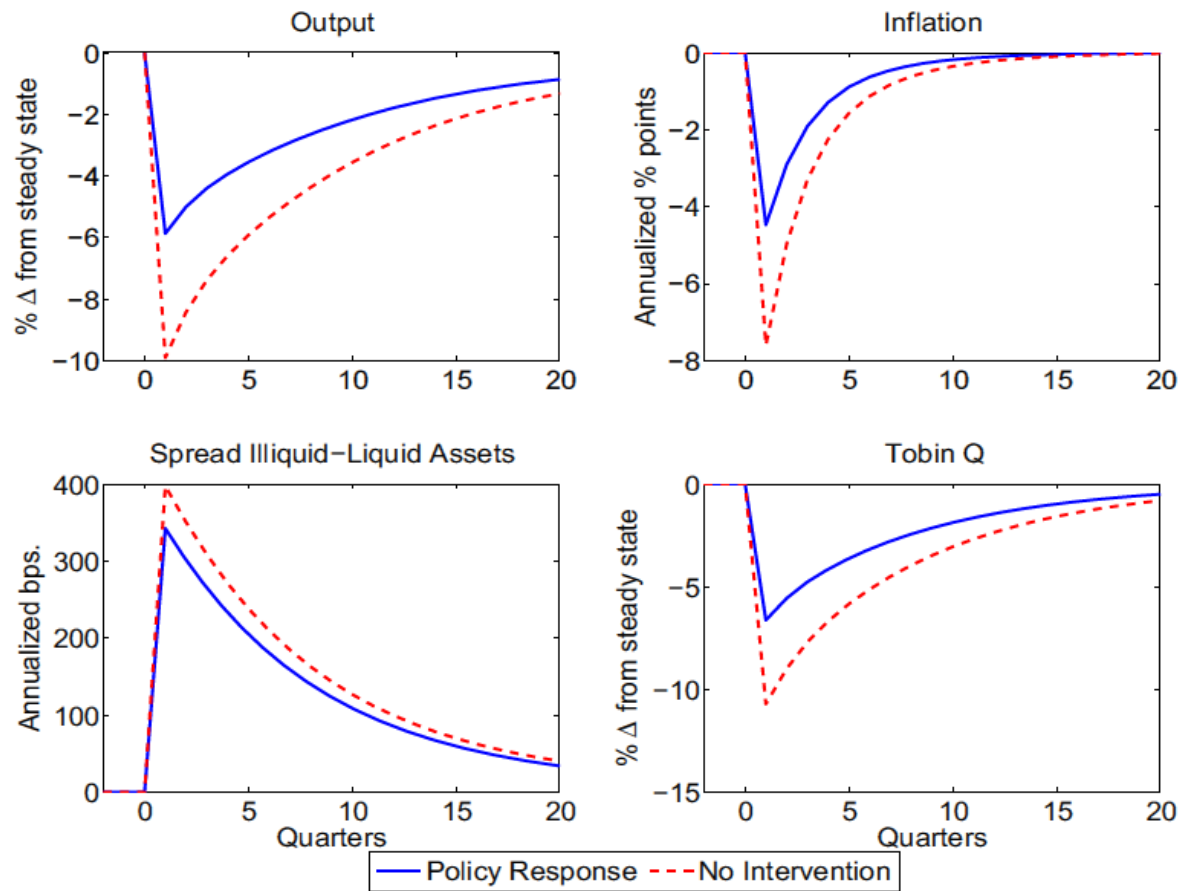 Output
% Δ from steady state
0
−2
−4
−6
−8
−10
0 5 10 15 20
Inflation
Annualized % points
0
−2
−4
−6
−8
0 5 10 15 20
Spread Illiquid−Liquid Assets
Annualized bps.
400
300
200
100
0
0 5 10 15 20
Quarters
Tobin Q
% Δ from steady state
0
−5
−10
−15
0 5 10 15 20
Quarters
Policy Response No Intervention